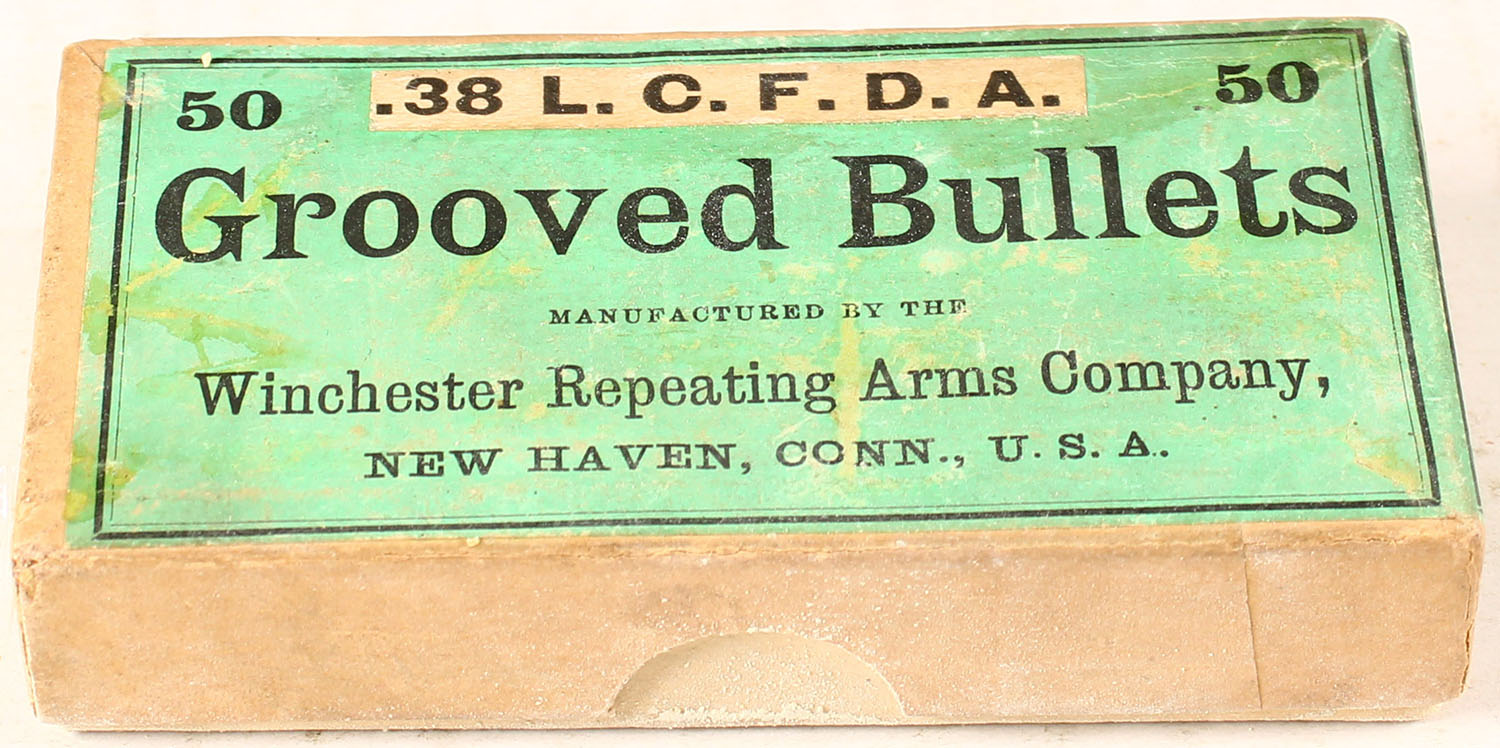 50 .38 L. C. F. D. A. 50
Grooved Bullets
MANUFACTURED BY THE
Winchester Repeating Arms Company,
NEW HAVEN, CONN., U. S. A.